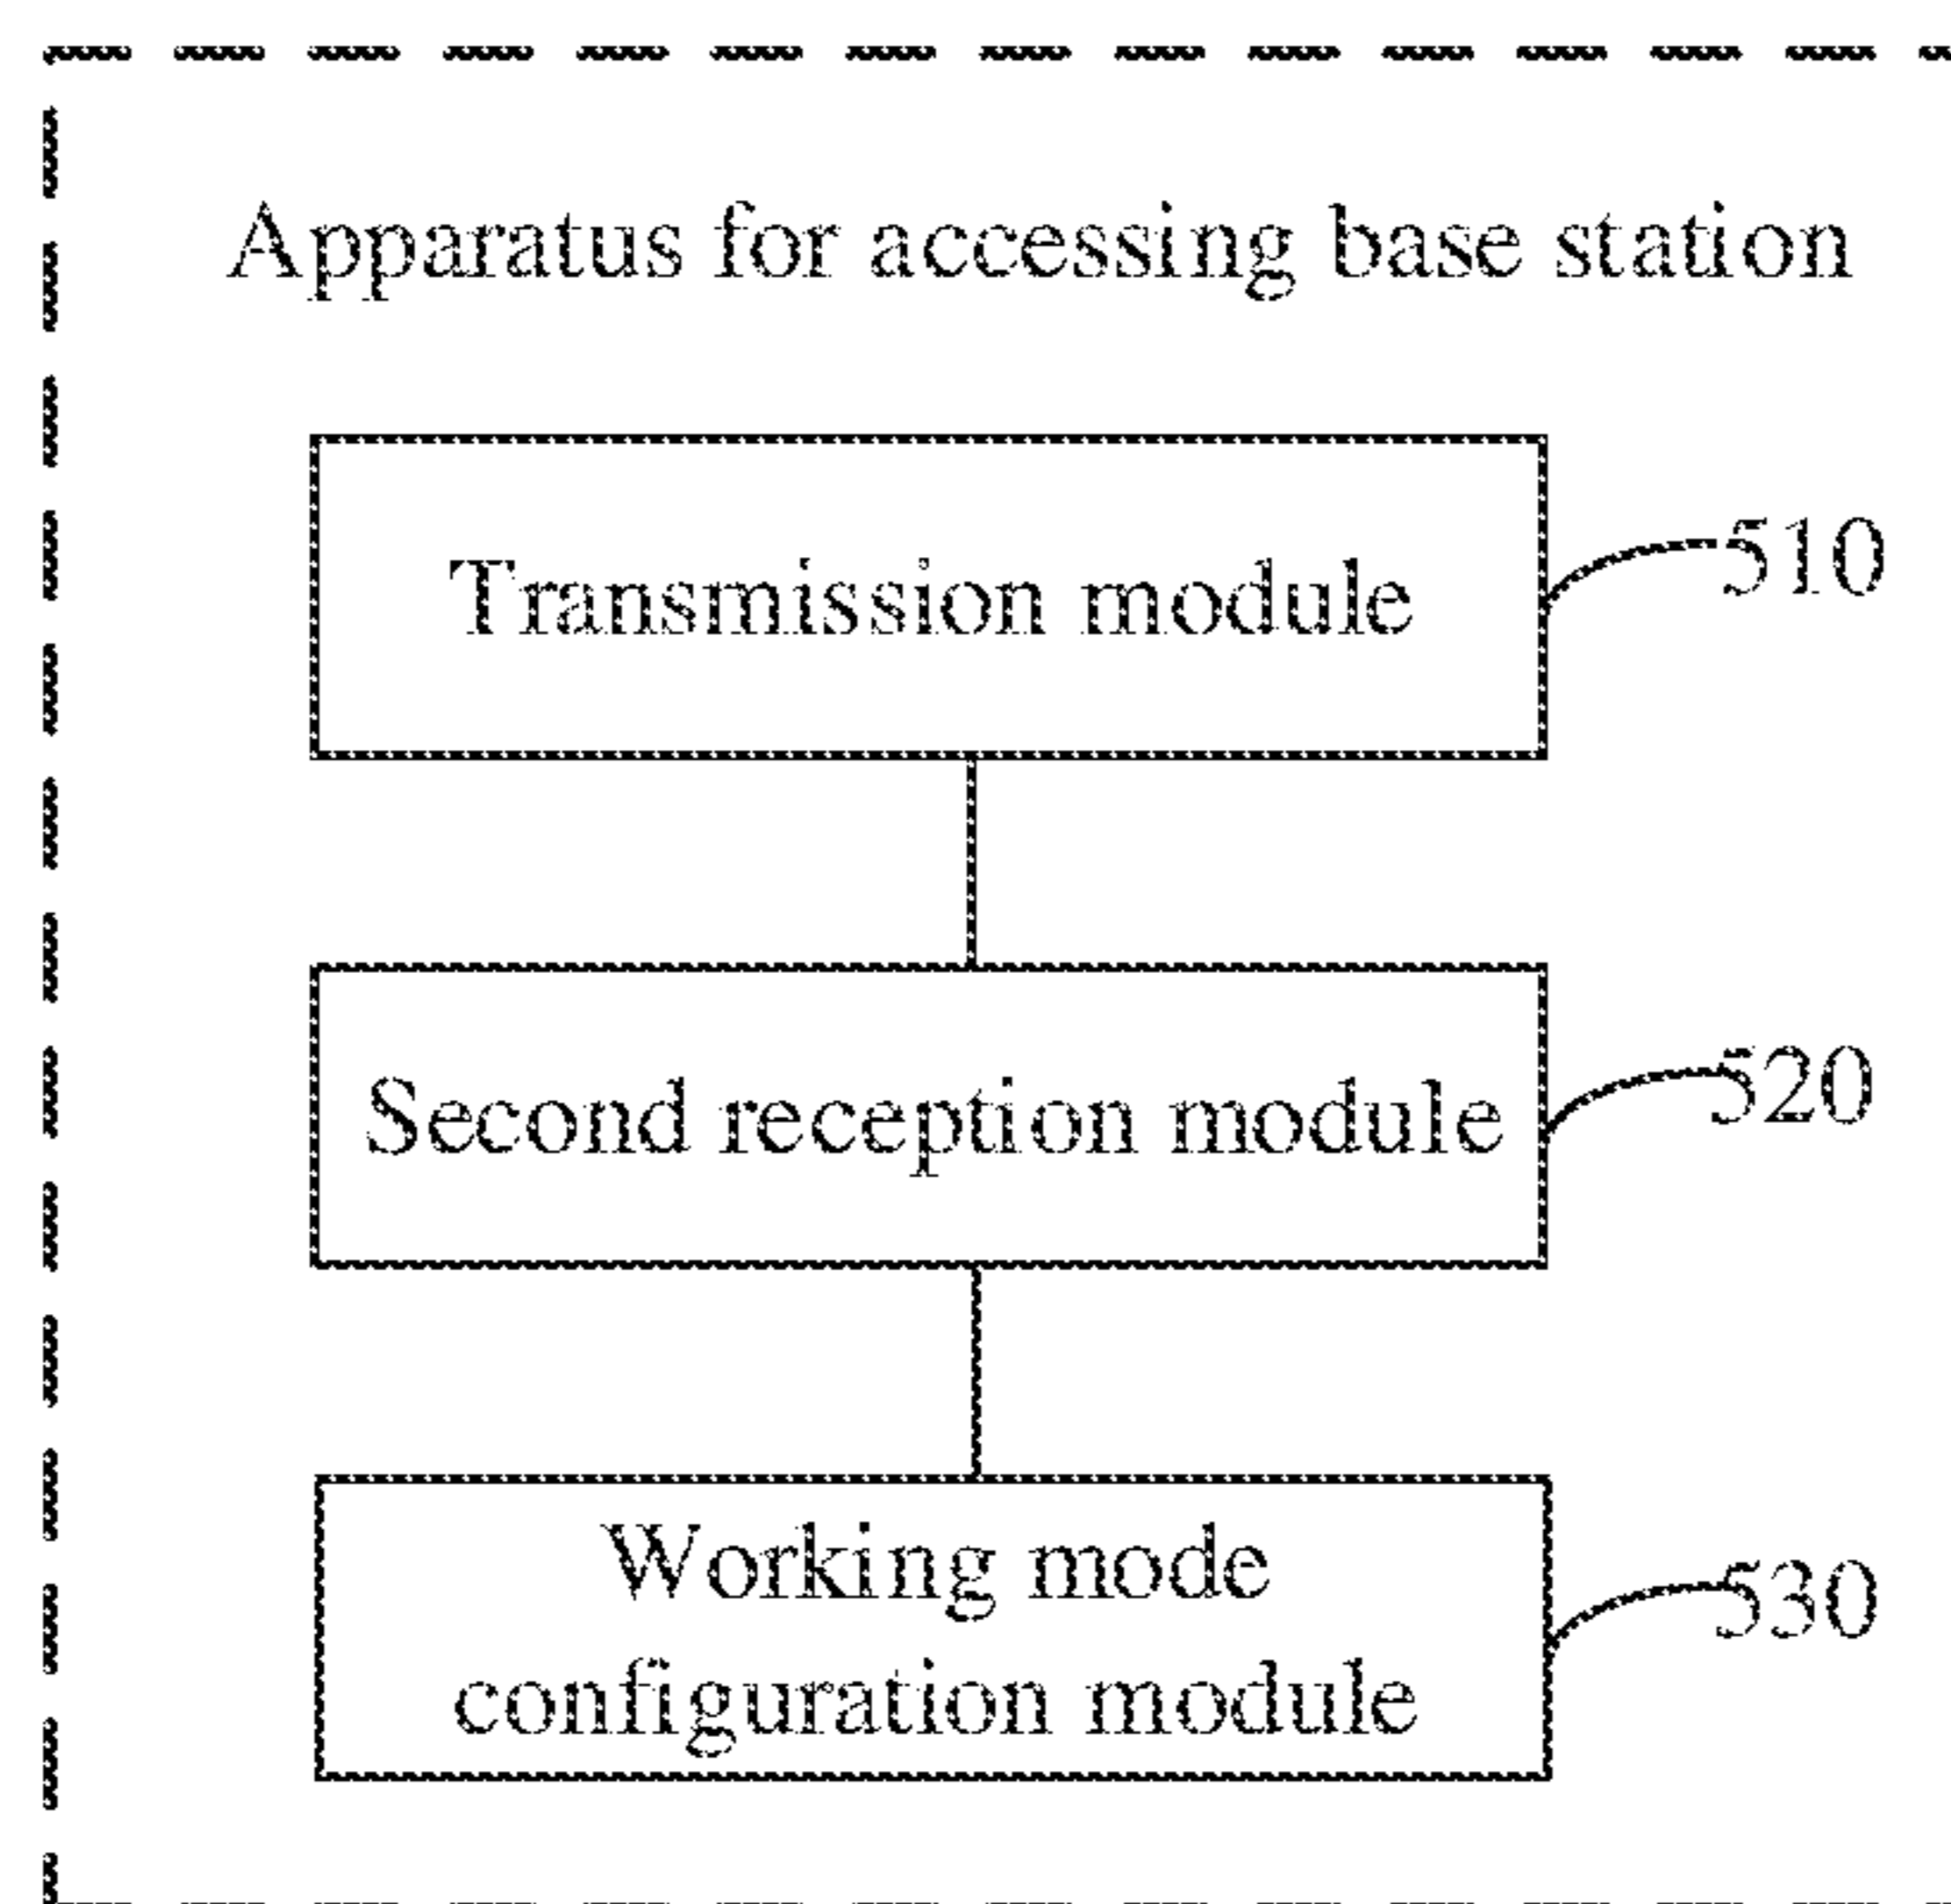 Apparatus for accessing base station
Transmission module
510
Second reception module
520
Working mode
configuration module
530